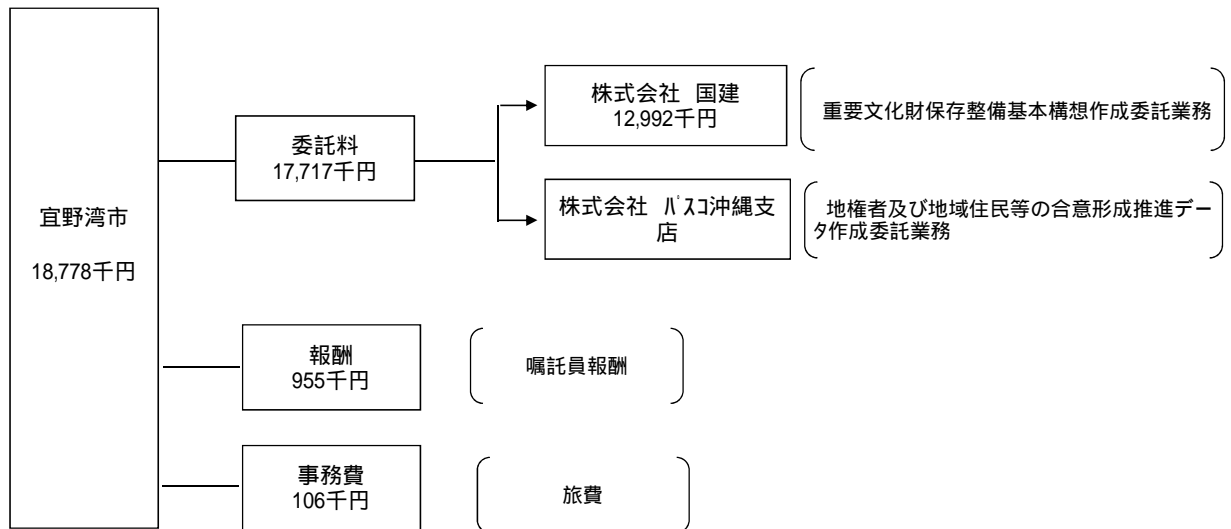 宜野湾市
18,778千円
委託料
17,717千円
株式会社 国建
12,992千円
重要文化財保存整備基本構想作成委託業務
株式会社 ﾊﾟｽｺ沖縄支
店
地権者及び地域住民等の合意形成推進デー
タ作成委託業務
報酬
955千円
嘱託員報酬
事務費
106千円
旅費